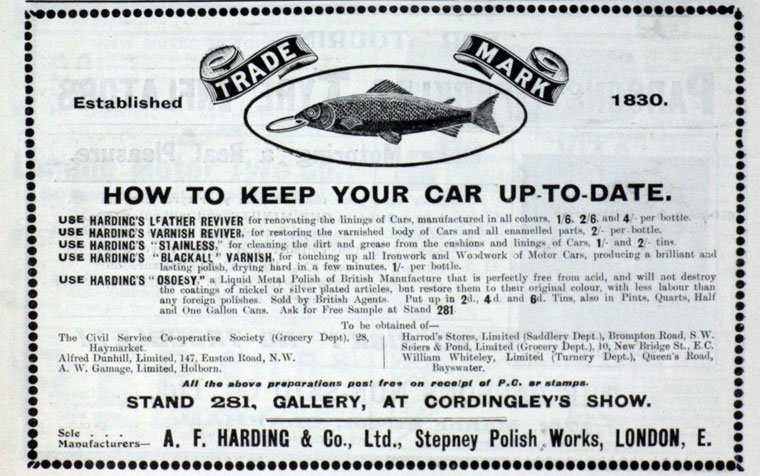 TRADE MARK
Established 1830.
HOW TO KEEP YOUR CAR UP-TO-DATE.
USE HARDING'S LEATHER REVIVER for renovating the linings of Cars, manufactured in all colours, 1/6, 2/6, and 4/- per bottle.
USE HARDING'S VARNISH REVIVER, for restoring the varnished body of Cars and all enamelled parts, 2/- per bottle.
USE HARDING'S "STAINLESS," for cleaning the dirt and grease from the cushions and linings of Cars, 1/- and 2/- tins.
USE HARDING'S "BLACKALL" VARNISH, for touching up all Ironwork and Woodwork of Motor Cars, producing a brilliant and
lasting polish, drying hard in a few minutes, 1/- per bottle.
USE HARDING'S "OSOESY," a Liquid Metal Polish of British Manufacture that is perfectly free from acid, and will not destroy
the coatings of nickel or silver plated articles, but restore them to their original colour, with less labour than
any foreign polishes. Sold by British Agents. Put up in 2d., 4d. and 6d. Tins, also in Pints, Quarts, Half
and One Gallon Cans. Ask for Free Sample at Stand 281.
To be obtained of—
The Civil Service Co-operative Society (Grocery Dept), 28,
Haymarket.
Alfred Dunhill, Limited, 147, Euston Road, N.W.
A. W. Gamage, Limited, Holborn.
Harrod's Stores, Limited (Saddlery Dept.), Brompton Road, S.W.
Seiers & Pond, Limited (Grocery Dept.), 10, New Bridge St., E.C.
William Whiteley, Limited (Turnery Dept.), Queen's Road,
Bayswater.
All the above preparations post free on receipt of P.O. or stamps.
STAND 281, GALLERY, AT CORDINGLEY'S SHOW.
Sole . . .
Manufacturers— A. F. HARDING & Co., Ltd., Stepney Polish Works, LONDON, E.